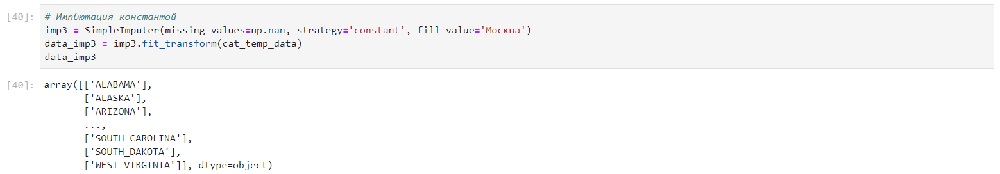 [40]: # Импбютация константой
imp3 = SimpleImputer(missing_values=np.nan, strategy='constant', fill_value='Москва')
data_imp3 = imp3.fit_transform(cat_temp_data)
data_imp3
[40]: array([['ALABAMA'],
['ALASKA'],
['ARIZONA'],
...,
['SOUTH_CAROLINA'],
['SOUTH_DAKOTA'],
['WEST_VIRGINIA']], dtype=object)